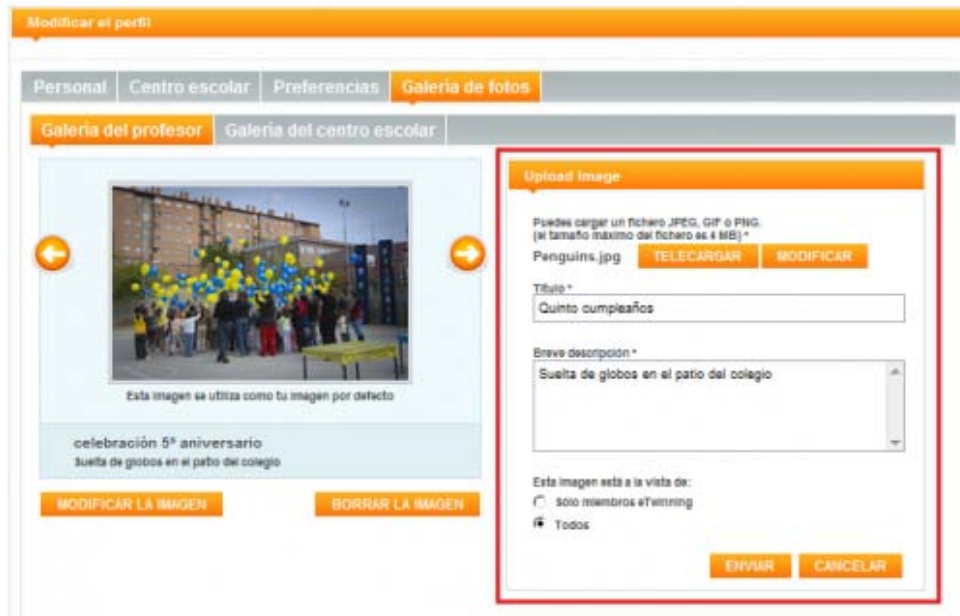 Modificar el perfil
Personal Centro escolar Preferencias Galería de fotos
Galería del profesor Galería del centro escolar
Esta imagen se utiliza como tu imagen por defecto
celebración 5º aniversario
Suelta de globos en el patio del colegio
MODIFICAR LA IMAGEN BORRAR LA IMAGEN
Upload Image
Puedes cargar un fichero JPEG, GIF o PNG.
(el tamaño máximo del fichero es 4 MB) *
Penguins.jpg TELECARGAR MODIFICAR
Título *
Quinto cumpleaños
Breve descripción *
Suelta de globos en el patio del colegio
Esta imagen está a la vista de:
Sólo miembros eTwinning
Todos
ENVIAR CANCELAR